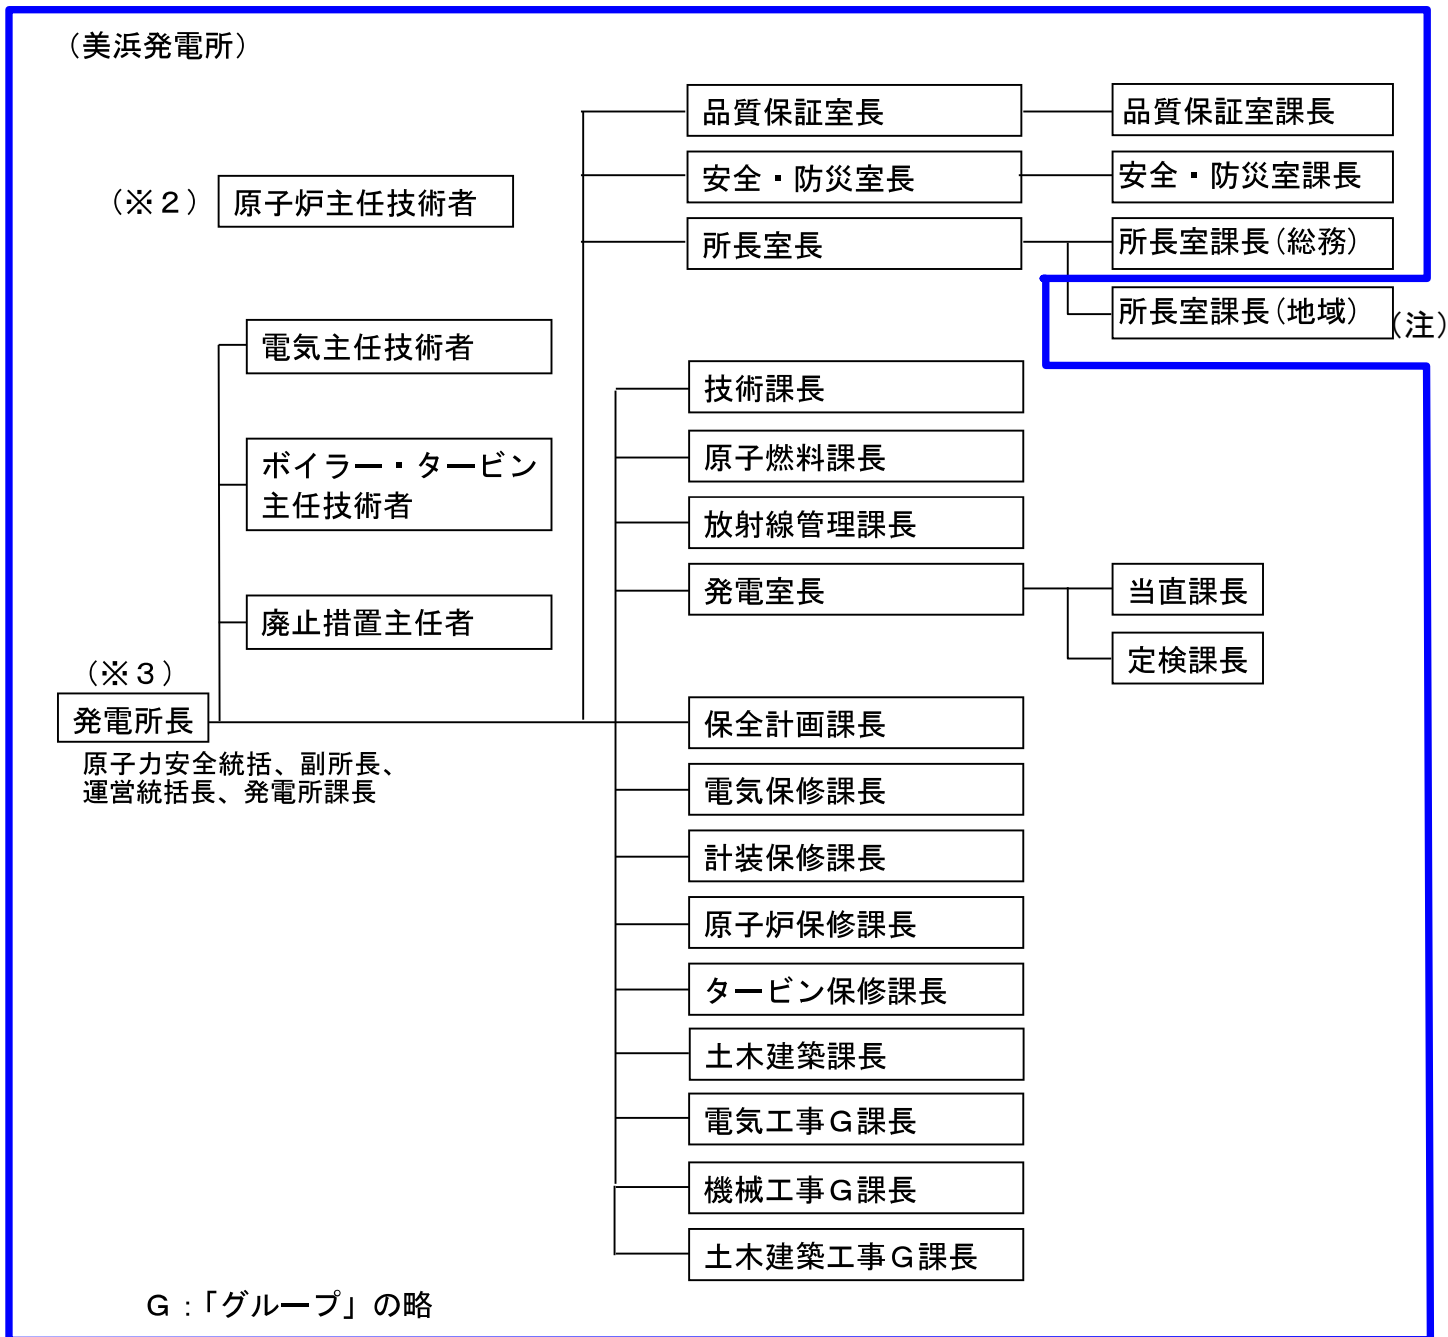 （美浜発電所）
品質保証室長
品質保証室課長
安全・防災室長
安全・防災室課長
（※２）
原子炉主任技術者
所長室長
所長室課長（総務）
所長室課長（地域）
（注）
電気主任技術者
技術課長
原子燃料課長
ボイラー・タービン
主任技術者
放射線管理課長
発電室長
当直課長
廃止措置主任者
定検課長
（※３）
発電所長
保全計画課長
原子力安全統括、副所長、
運営統括長、発電所課長
電気保修課長
計装保修課長
原子炉保修課長
タービン保修課長
土木建築課長
電気工事Ｇ課長
機械工事Ｇ課長
土木建築工事Ｇ課長
Ｇ：「グループ」の略